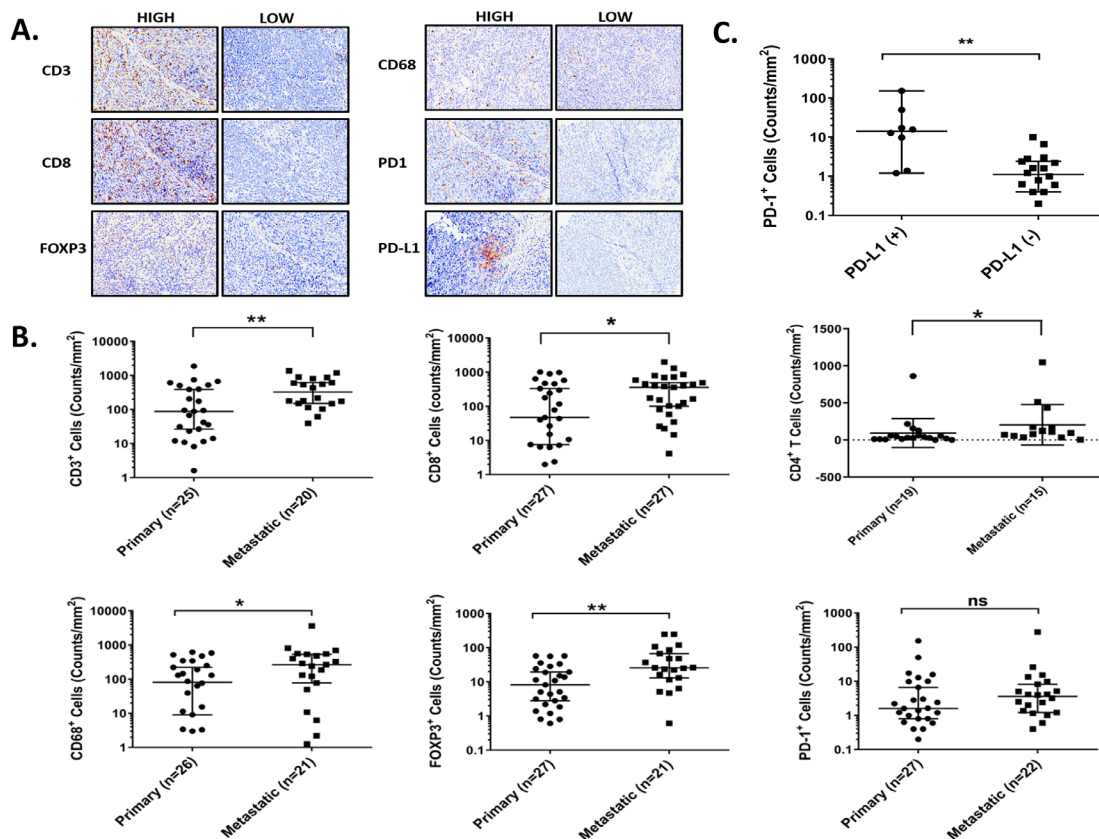 A.
HIGH
LOW
CD3
CD8
FOXP3
HIGH
LOW
CD68
PD1
PD-L1
C.
**
PD-1+ Cells (Counts/mm2)
1000
100
10
1
0.1
PD-L1 (+)
PD-L1 (-)
B.
**
CD3+ Cells (Counts/mm2)
10000
1000
100
10
1
Primary (n=25)
Metastatic (n=20)
*
CD8+ Cells (counts/mm2)
10000
1000
100
10
1
Primary (n=27)
Metastatic (n=27)
*
CD4+ T Cells (Counts/mm2)
1500
1000
500
0
-500
Primary (n=19)
Metastatic (n=15)
*
CD68+ Cells (Counts/mm2)
10000
1000
100
10
1
Primary (n=26)
Metastatic (n=21)
**
FOXP3+ Cells (Counts/mm2)
1000
100
10
1
0.1
Primary (n=27)
Metastatic (n=21)
ns
PD-1+ Cells (Counts/mm2)
1000
100
10
1
0.1
Primary (n=27)
Metastatic (n=22)